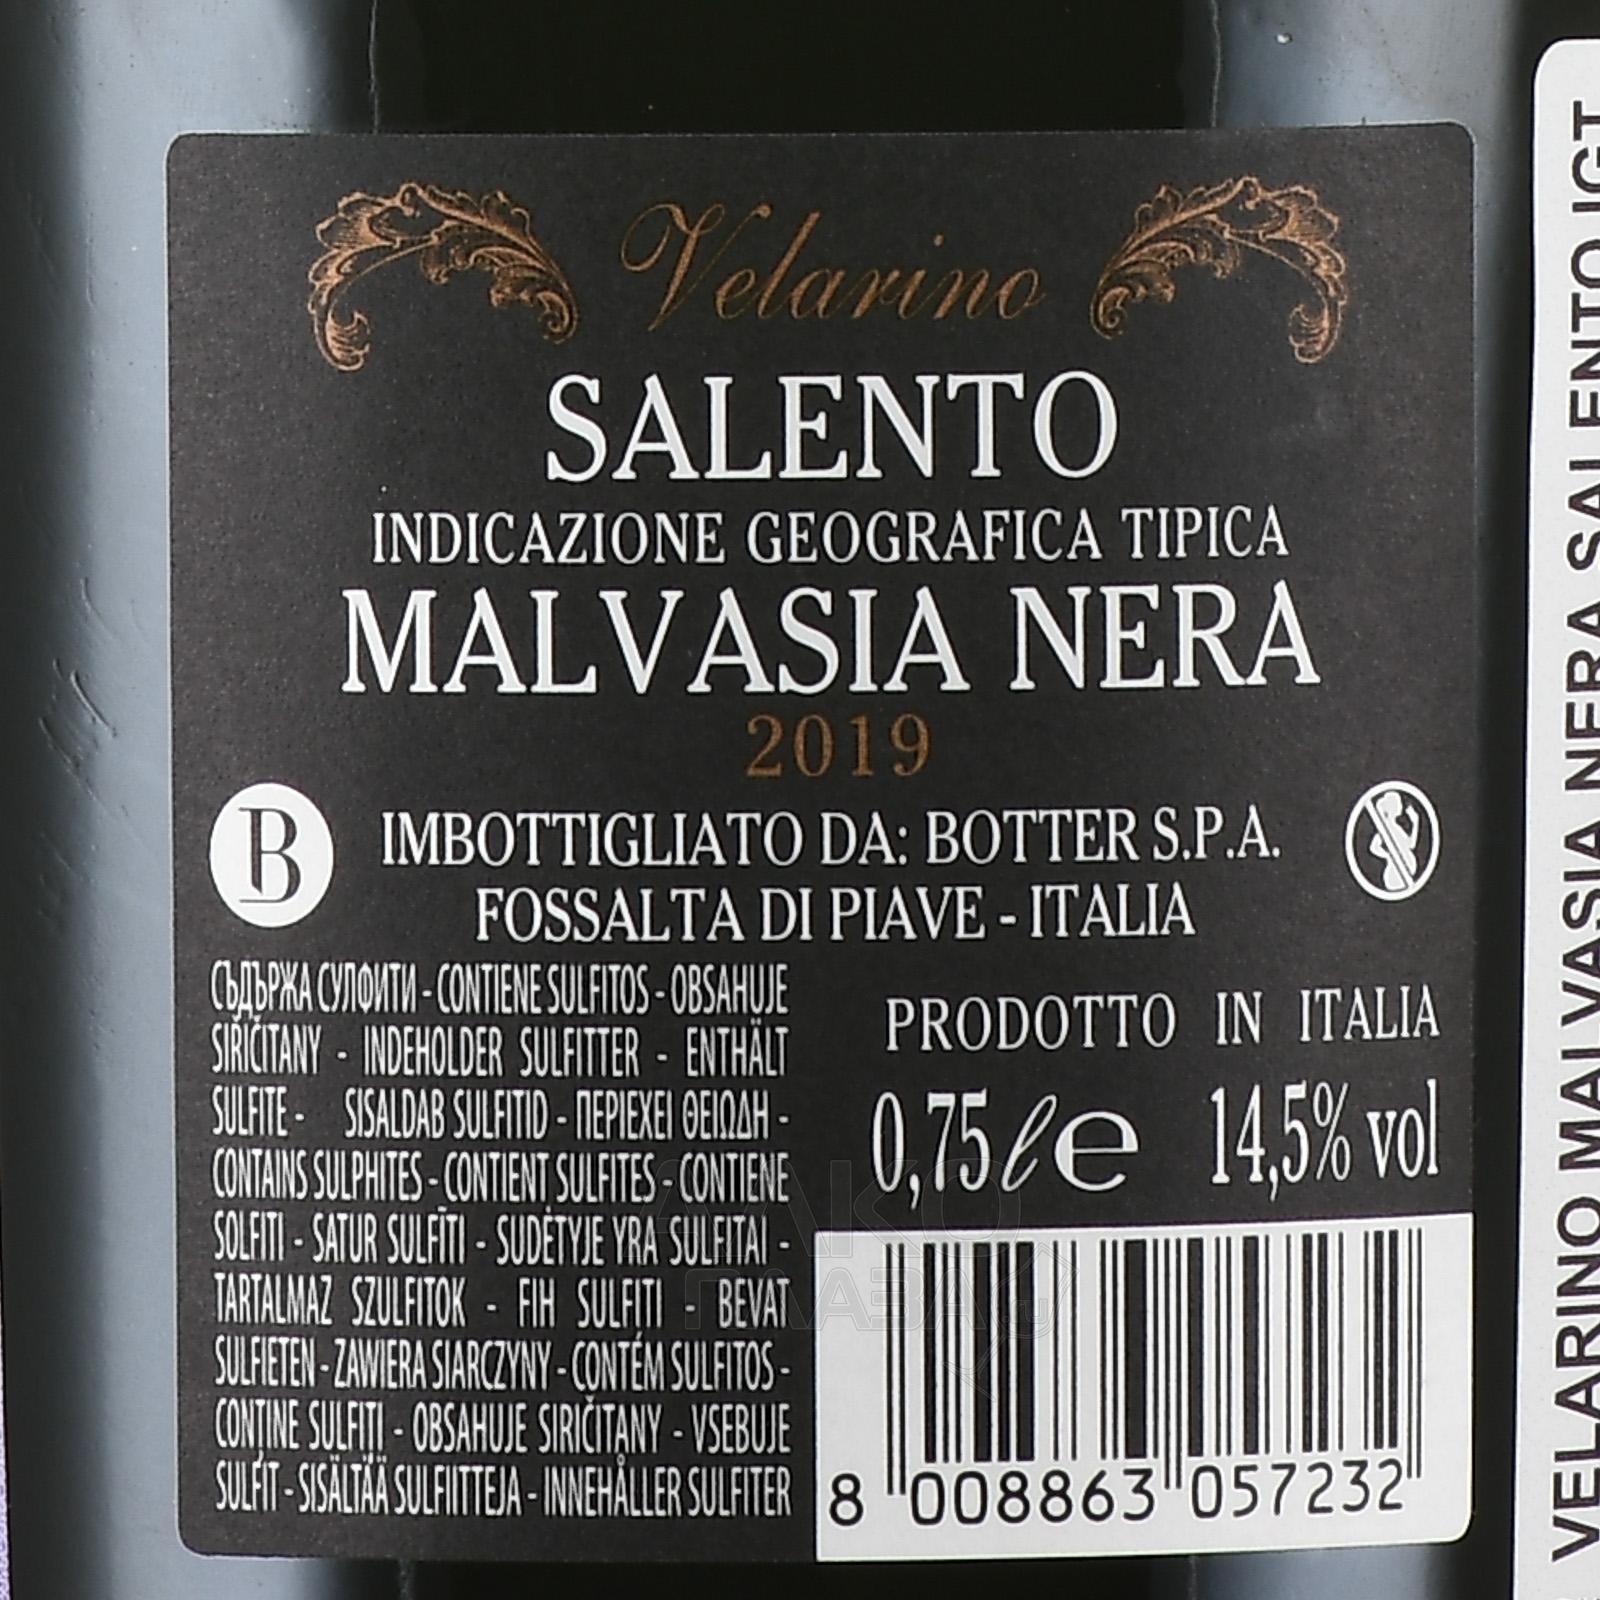 Velarino
SALENTO
INDICAZIONE GEOGRAFICA TIPICA
MALVASIA NERA
2019
B
IMBOTTIGLIATO DA: BOTTER S.P.A.
FOSSALTA DI PIAVE - ITALIA
СЪДЪРЖА СУЛФИТИ - CONTIENE SULFITOS - OBSAHUJE
SIŘIČITANY - INDEHOLDER SULFITTER - ENTHÄLT
SULFITE - SISALDAB SULFITID - ΠΕΡΙΕΧΕΙ ΘΕΙΩΔΗ -
CONTAINS SULPHITES - CONTIENT SULFITES - CONTIENE
SOLFITI - SATUR SULFĪTI - SUDĖTYJE YRA SULFITAI -
TARTALMAZ SZULFITOK - FIH SULFITI - BEVAT
SULFIETEN - ZAWIERA SIARCZYNY - CONTÉM SULFITOS -
CONȚINE SULFIȚI - OBSAHUJE SIRIČITANY - VSEBUJE
SULFIT - SISÄLTÄÄ SULFIITTEJA - INNEHÅLLER SULFITER
PRODOTTO IN ITALIA
0,75 ℓ e 14,5% vol
8 008863 057232
АЛКО
ПЛАЗА.ru
VELARINO MALVASIA NERA SALENTO IGT